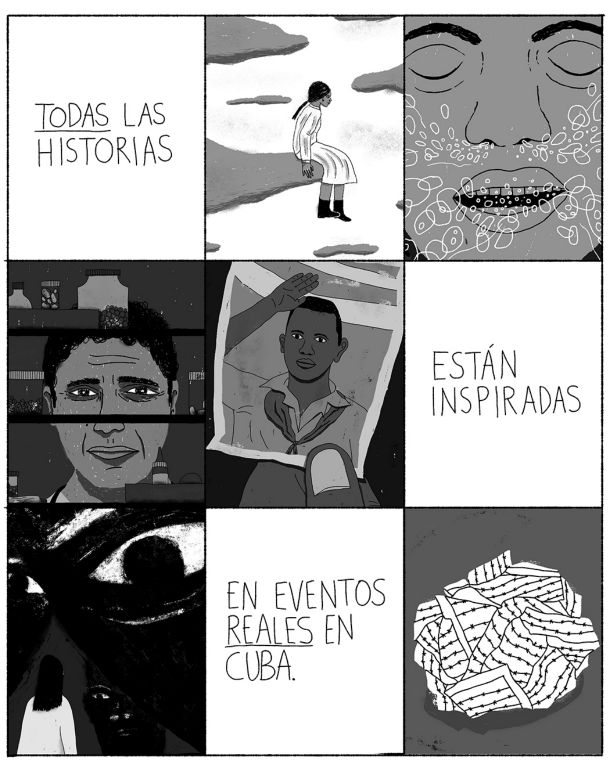 TODAS LAS
HISTORIAS
ESTÁN
INSPIRADAS
EN EVENTOS
REALES EN
CUBA.